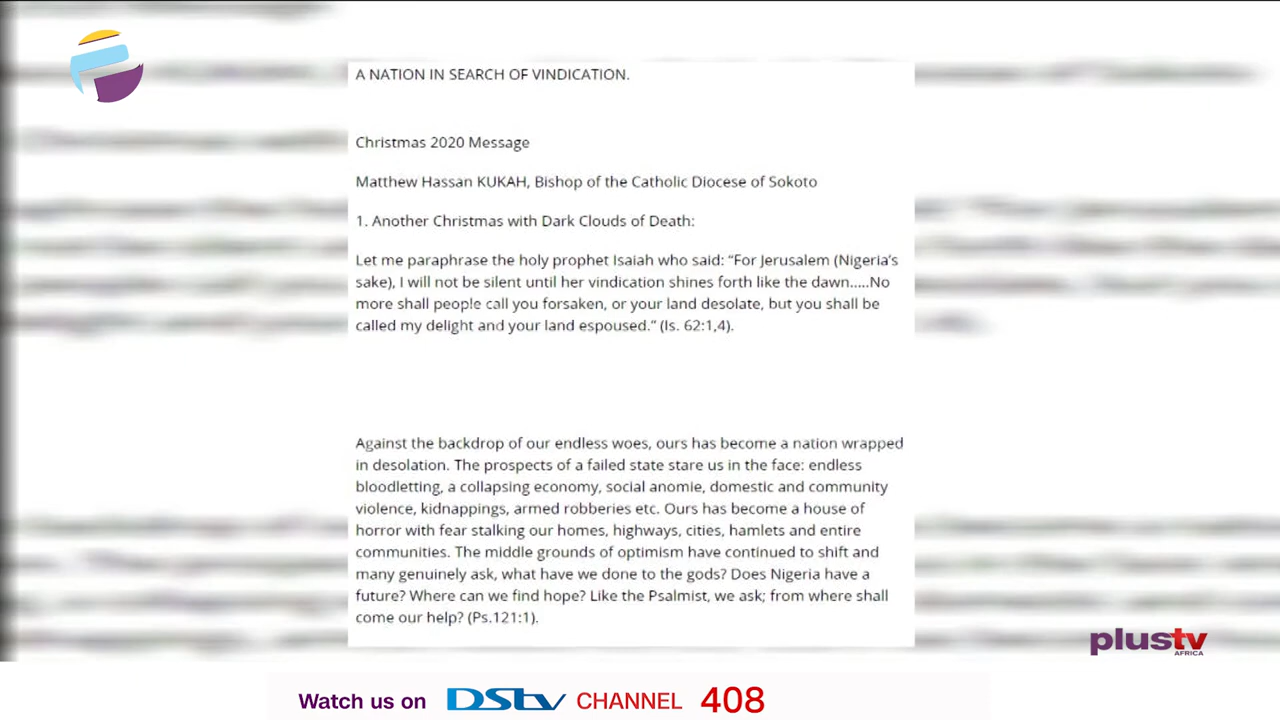 A NATION IN SEARCH OF VINDICATION.
Christmas 2020 Message
Matthew Hassan KUKAH, Bishop of the Catholic Diocese of Sokoto
1. Another Christmas with Dark Clouds of Death:
Let me paraphrase the holy prophet Isaiah who said: “For Jerusalem (Nigeria’s
sake), I will not be silent until her vindication shines forth like the dawn.....No
more shall people call you forsaken, or your land desolate, but you shall be
called my delight and your land espoused.” (Is. 62:1,4).
Against the backdrop of our endless woes, ours has become a nation wrapped
in desolation. The prospects of a failed state stare us in the face: endless
bloodletting, a collapsing economy, social anomie, domestic and community
violence, kidnappings, armed robberies etc. Ours has become a house of
horror with fear stalking our homes, highways, cities, hamlets and entire
communities. The middle grounds of optimism have continued to shift and
many genuinely ask, what have we done to the gods? Does Nigeria have a
future? Where can we find hope? Like the Psalmist, we ask; from where shall
come our help? (Ps.121:1).
plustv
AFRICA
Watch us on DStv CHANNEL 408